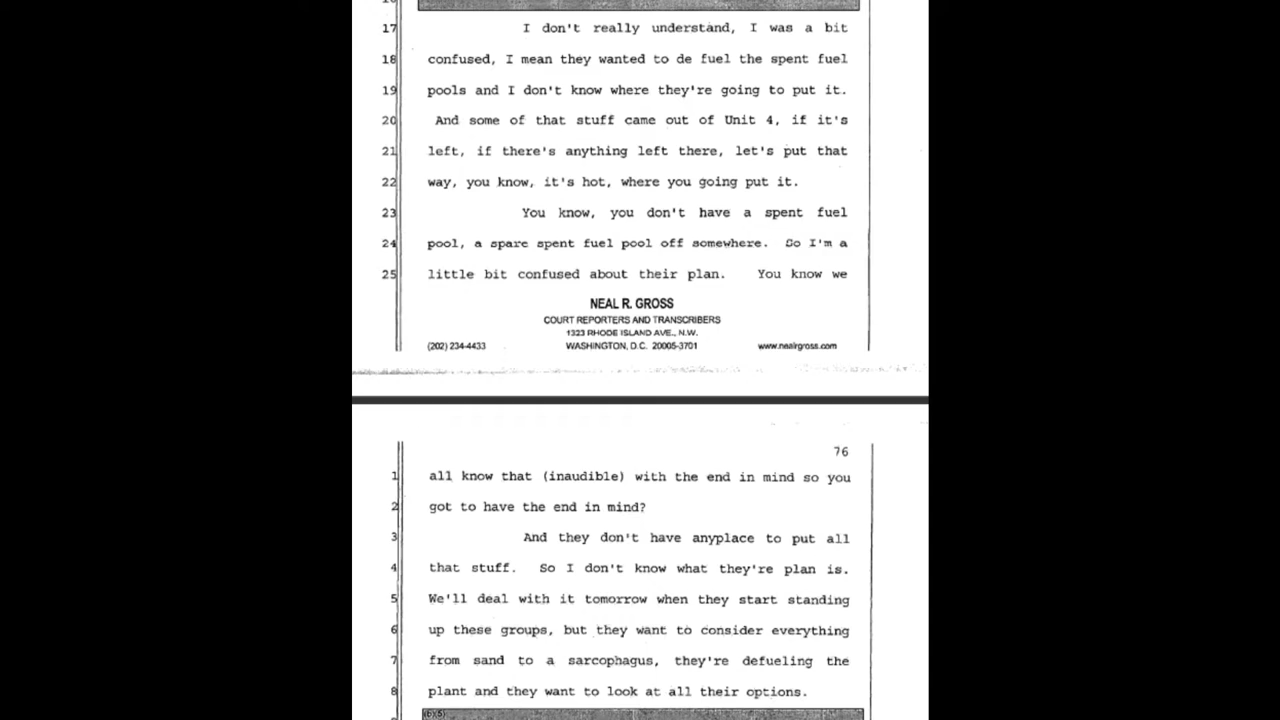 17 I don't really understand, I was a bit
18 confused, I mean they wanted to de fuel the spent fuel
19 pools and I don't know where they're going to put it.
20 And some of that stuff came out of Unit 4, if it's
21 left, if there's anything left there, let's put that
22 way, you know, it's hot, where you going put it.
23 You know, you don't have a spent fuel
24 pool, a spare spent fuel pool off somewhere. So I'm a
25 little bit confused about their plan. You know we
NEAL R. GROSS
COURT REPORTERS AND TRANSCRIBERS
1323 RHODE ISLAND AVE., N.W.
(202) 234-4433 WASHINGTON, D.C. 20005-3701 www.nealrgross.com
76
1 all know that (inaudible) with the end in mind so you
2 got to have the end in mind?
3 And they don't have anyplace to put all
4 that stuff. So I don't know what they're plan is.
5 We'll deal with it tomorrow when they start standing
6 up these groups, but they want to consider everything
7 from sand to a sarcophagus, they're defueling the
8 plant and they want to look at all their options.
(b)(5)